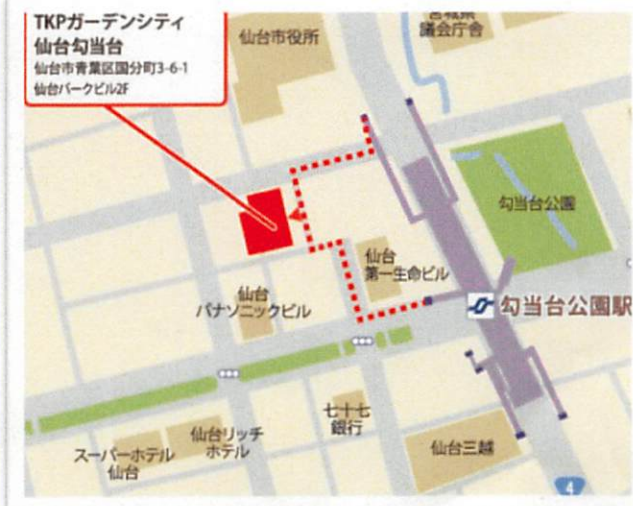 TKPガーデンシティ
仙台勾当台
仙台市青葉区国分町3-6-1
仙台パークビル2F
仙台市役所
宮城県
議会庁舎
勾当台公園
仙台
第一生命ビル
仙台
パナソニックビル
勾当台公園駅
七十七
銀行
仙台リッチ
ホテル
スーパーホテル
仙台
仙台三越
4